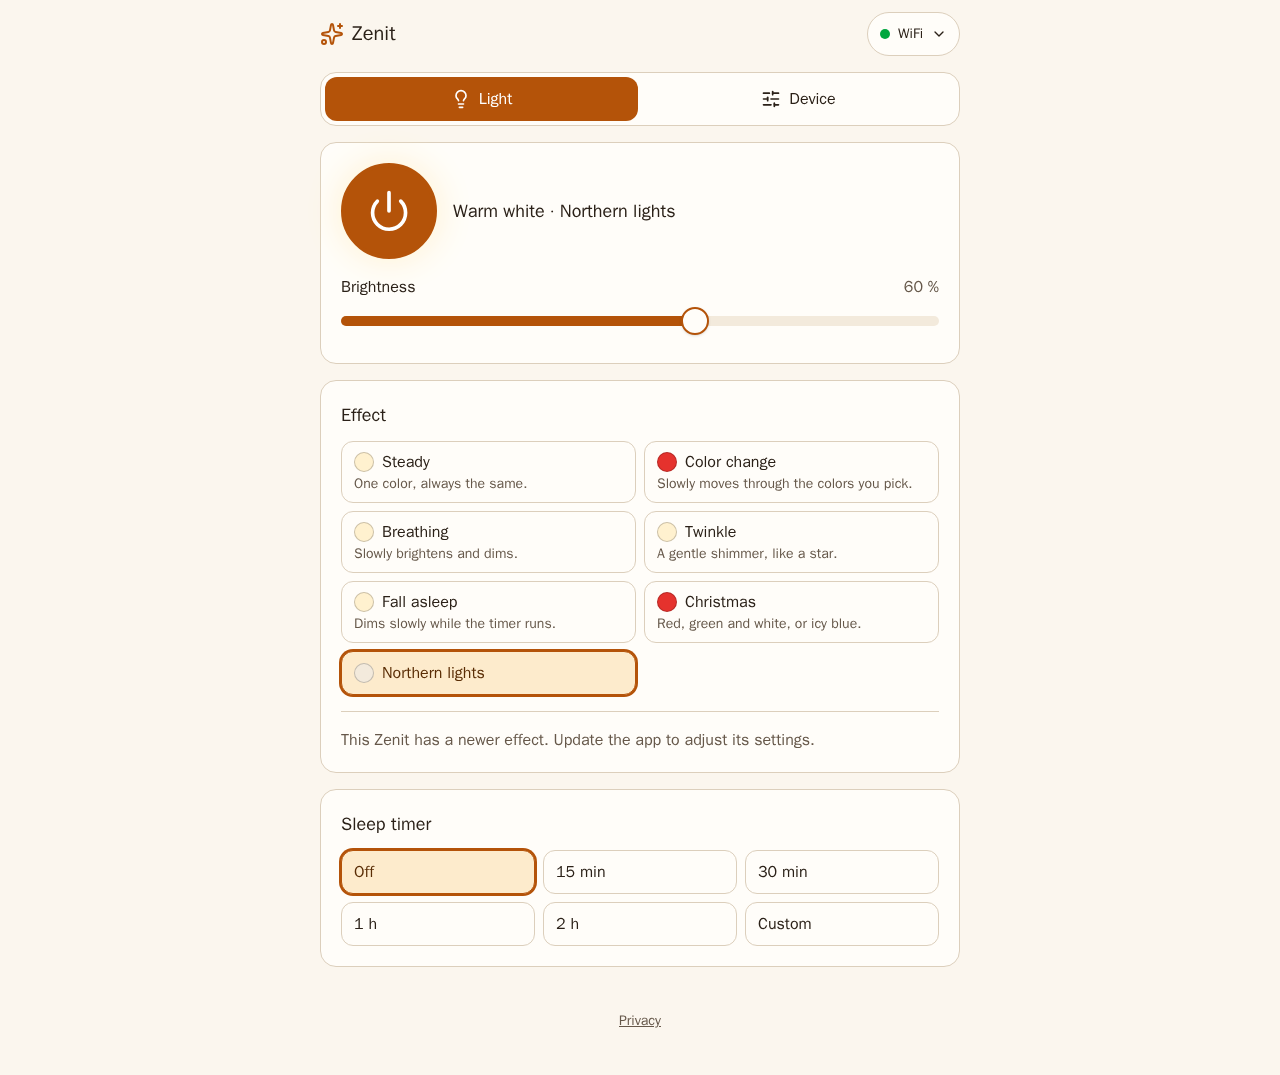 Zenit
WiFi
Light
Device
Warm white · Northern lights
Brightness
60 %
Effect
Steady
One color, always the same.
Color change
Slowly moves through the colors you pick.
Breathing
Slowly brightens and dims.
Twinkle
A gentle shimmer, like a star.
Fall asleep
Dims slowly while the timer runs.
Christmas
Red, green and white, or icy blue.
Northern lights
This Zenit has a newer effect. Update the app to adjust its settings.
Sleep timer
Off
15 min
30 min
1 h
2 h
Custom
Privacy